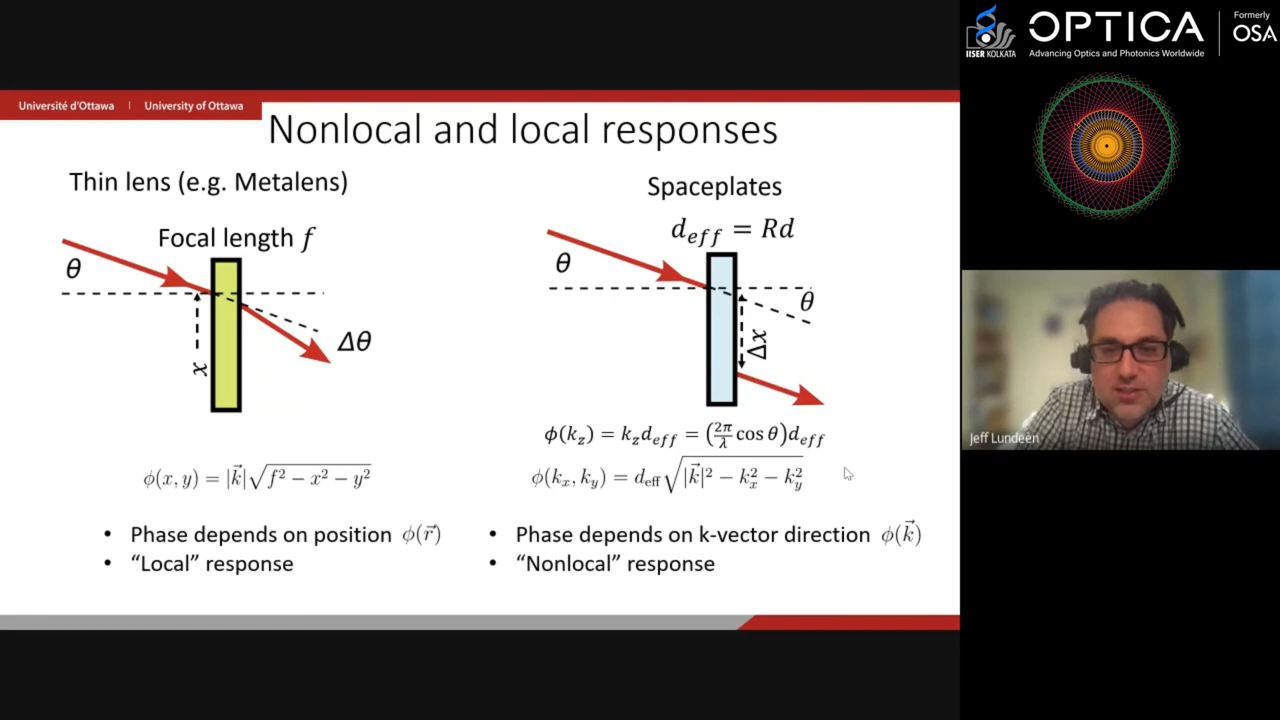 Université d'Ottawa | University of Ottawa
Nonlocal and local responses
Thin lens (e.g. Metalens)
Focal length f
θ
Δθ
x
ϕ(x, y) = |k⃗|√(f² − x² − y²)
• Phase depends on position ϕ(r⃗)
• “Local” response
Spaceplates
d_eff = Rd
θ
θ
Δx
ϕ(k_z) = k_z d_eff = (2π/λ cos θ) d_eff
ϕ(k_x, k_y) = d_eff √(|k⃗|² − k_x² − k_y²)
• Phase depends on k-vector direction ϕ(k⃗)
• “Nonlocal” response
IISER KOLKATA
OPTICA
Advancing Optics and Photonics Worldwide
Formerly
OSA
Jeff Lundeen